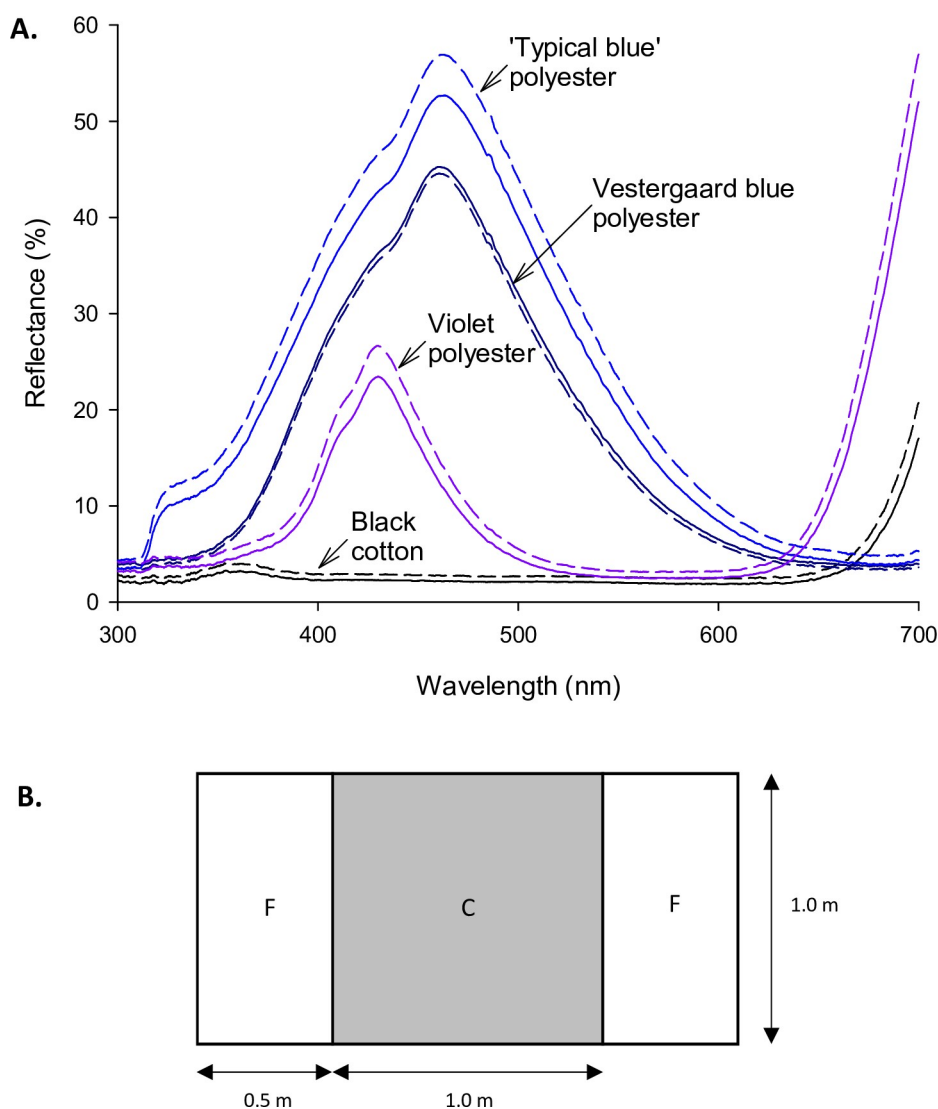 A.
60
50
40
30
20
10
0
Reflectance (%)
'Typical blue'
polyester
Vestergaard blue
polyester
Violet
polyester
Black
cotton
300
400
500
600
700
Wavelength (nm)
B.
F
C
F
1.0 m
0.5 m
1.0 m